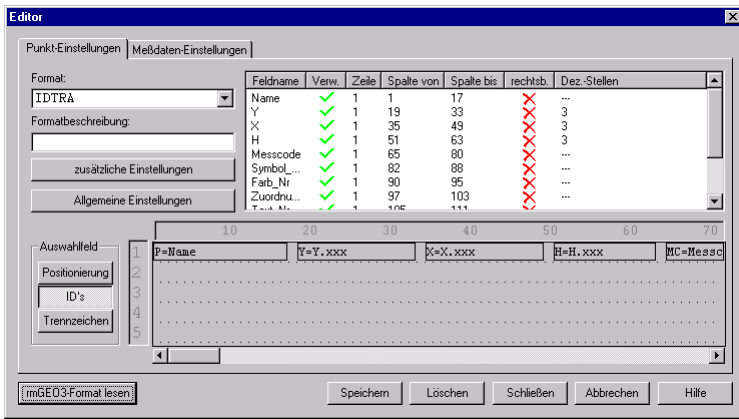 Editor
Punkt-Einstellungen Meßdaten-Einstellungen
Format:
IDTRA
Formatbeschreibung:
zusätzliche Einstellungen
Allgemeine Einstellungen
Feldname Verw. Zeile Spalte von Spalte bis rechtsb. Dez.-Stellen
Name 1 1 17 ---
Y 1 19 33 3
X 1 35 49 3
H 1 51 63 3
Messcode 1 65 80 ---
Symbol_... 1 82 88 ---
Farb_Nr 1 90 95 ---
Zuordnu... 1 97 103 ---
Text_Nr 1 105 111
Auswahlfeld
Positionierung
ID's
Trennzeichen
10 20 30 40 50 60 70
1 P=Name Y=Y.xxx X=X.xxx H=H.xxx MC=Messc
2
3
4
5
rmGEO3-Format lesen Speichern Löschen Schließen Abbrechen Hilfe